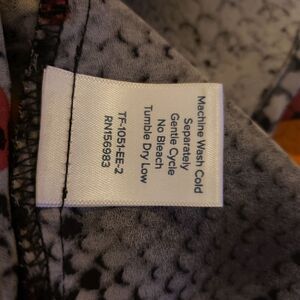 Machine Wash Cold
Separately
Gentle Cycle
No Bleach
Tumble Dry Low
TF-1051-EE-2
RN156983